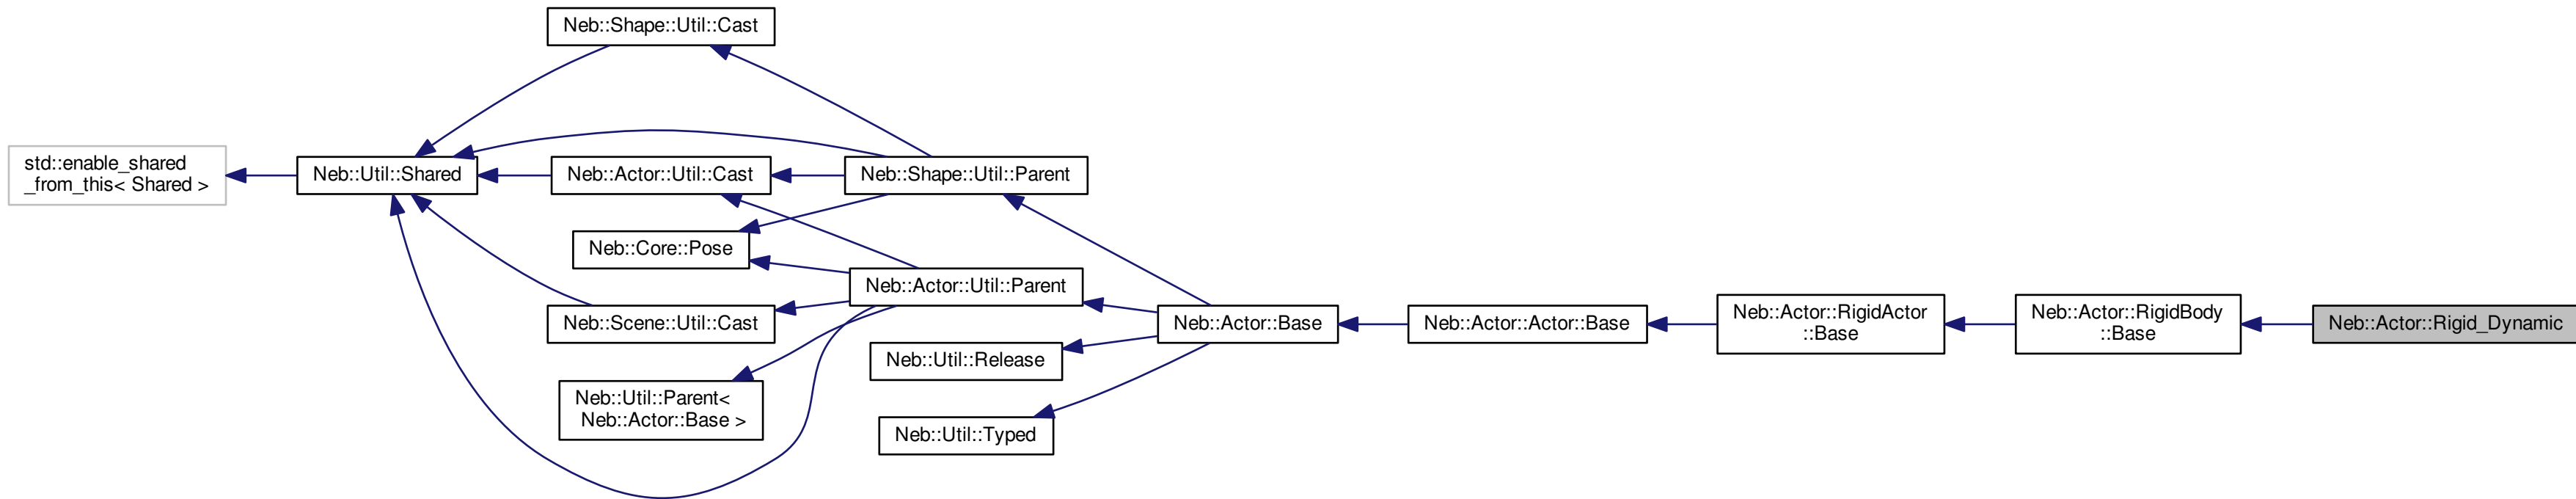 Neb::Shape::Util::Cast
std::enable_shared
_from_this< Shared >
Neb::Util::Shared
Neb::Actor::Util::Cast
Neb::Shape::Util::Parent
Neb::Core::Pose
Neb::Actor::Util::Parent
Neb::Scene::Util::Cast
Neb::Util::Parent<
Neb::Actor::Base >
Neb::Util::Release
Neb::Util::Typed
Neb::Actor::Base
Neb::Actor::Actor::Base
Neb::Actor::RigidActor
::Base
Neb::Actor::RigidBody
::Base
Neb::Actor::Rigid_Dynamic